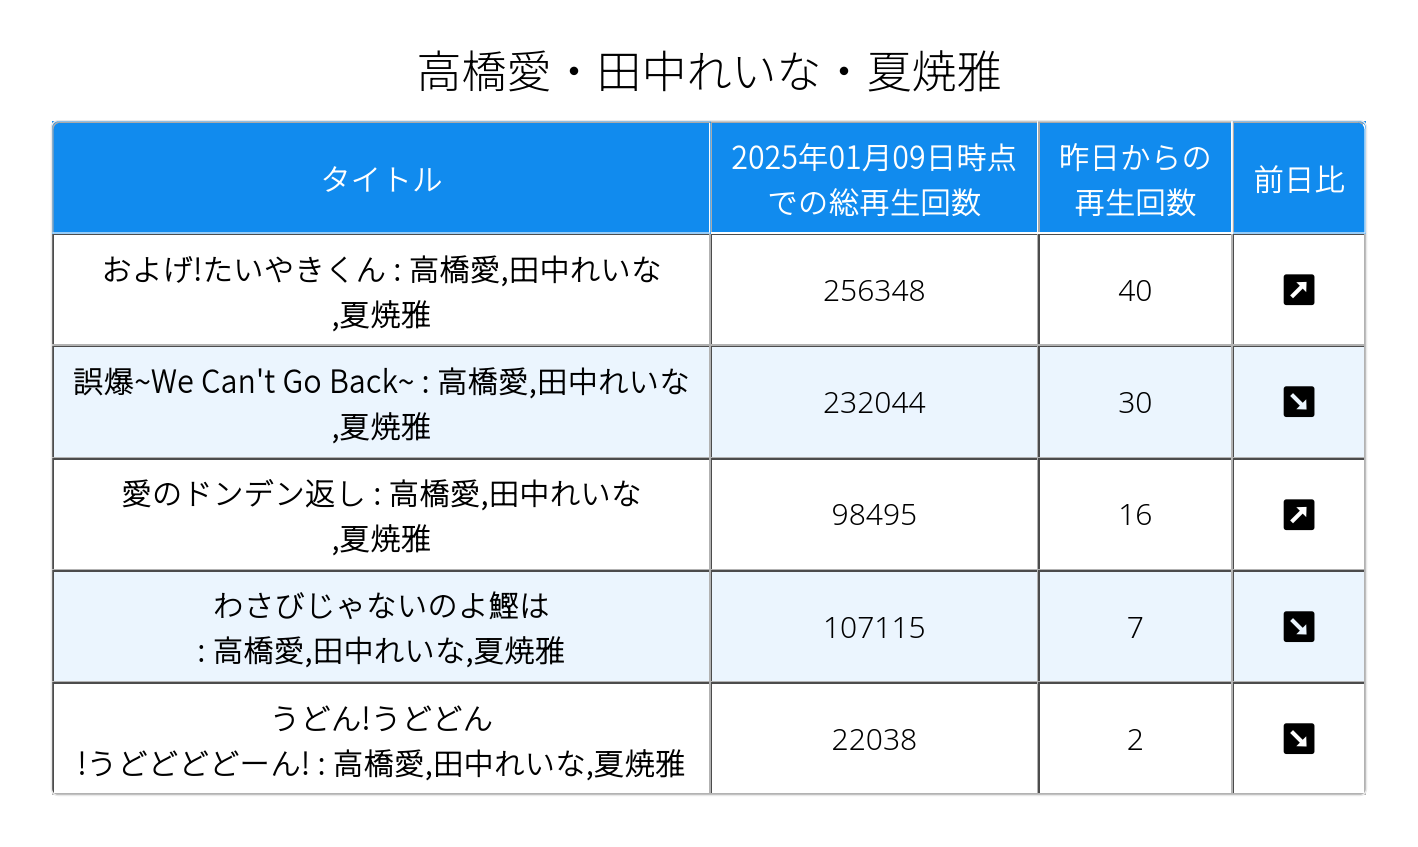 高橋愛・田中れいな・夏焼雅
タイトル
2025年01月09日時点
での総再生回数
昨日からの
再生回数
前日比
およげ!たいやきくん : 高橋愛,田中れいな
,夏焼雅
256348
40
誤爆~We Can't Go Back~ : 高橋愛,田中れいな
,夏焼雅
232044
30
愛のドンデン返し : 高橋愛,田中れいな
,夏焼雅
98495
16
わさびじゃないのよ鰹は
: 高橋愛,田中れいな,夏焼雅
107115
7
うどん!うどどん
!うどどどどーん! : 高橋愛,田中れいな,夏焼雅
22038
2